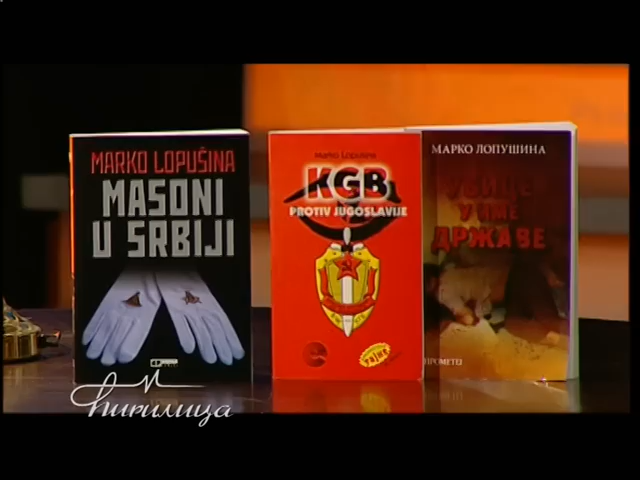 MARKO LOPUŠINA
MASONI
U SRBIJI
Marko Lopušina
KGB
PROTIV JUGOSLAVIJE
МАРКО ЛОПУШИНА
УБИЦЕ
У ИМЕ
ДРЖАВЕ
ПРОМЕТЕЈ
Ћирилица